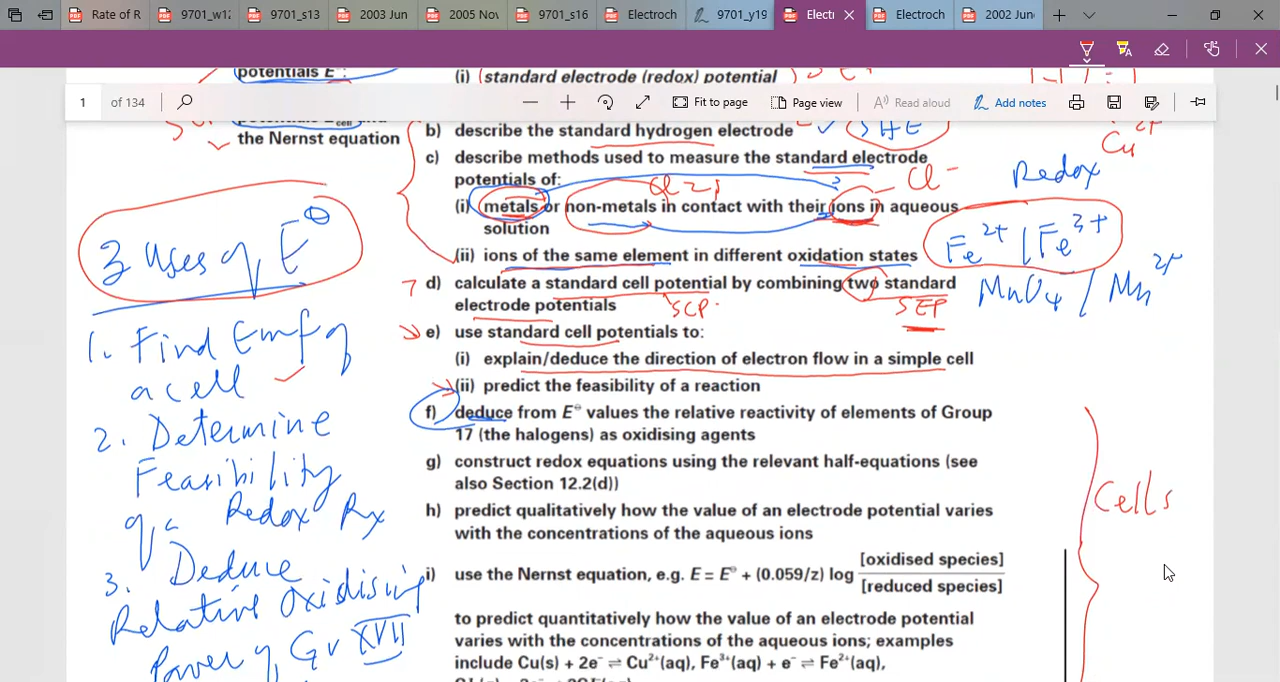 Rate of R
9701_w12
9701_s13
2003 Jun
2005 Nov
9701_s16
Electroch
9701_y19
Electi
Electroch
2002 Jun
potentials E⦵.
(i) (standard electrode (redox) potential
1 of 134
Fit to page
Page view
Read aloud
Add notes
the Nernst equation
b) describe the standard hydrogen electrode
SHE
Cu2+
c) describe methods used to measure the standard electrode
potentials of:
Cl-
Redox
(i) metals or non-metals in contact with their ions in aqueous
solution
Fe2+ / Fe3+
(ii) ions of the same element in different oxidation states
MnO4 / Mn2+
3 uses of E⦵
d) calculate a standard cell potential by combining two standard
electrode potentials
SCP
SEP
e) use standard cell potentials to:
(i) explain/deduce the direction of electron flow in a simple cell
(ii) predict the feasibility of a reaction
1. Find Emf of
a cell
f) deduce from E⦵ values the relative reactivity of elements of Group
17 (the halogens) as oxidising agents
2. Determine
Feasibility
of a Redox Rx
g) construct redox equations using the relevant half-equations (see
also Section 12.2(d))
Cells
h) predict qualitatively how the value of an electrode potential varies
with the concentrations of the aqueous ions
3. Deduce
Relative Oxidising
Power of Gr XVII
i) use the Nernst equation, e.g. E = E⦵ + (0.059/z) log [oxidised species]
[reduced species]
to predict quantitatively how the value of an electrode potential
varies with the concentrations of the aqueous ions; examples
include Cu(s) + 2e⁻ ⇌ Cu²⁺(aq), Fe³⁺(aq) + e⁻ ⇌ Fe²⁺(aq),